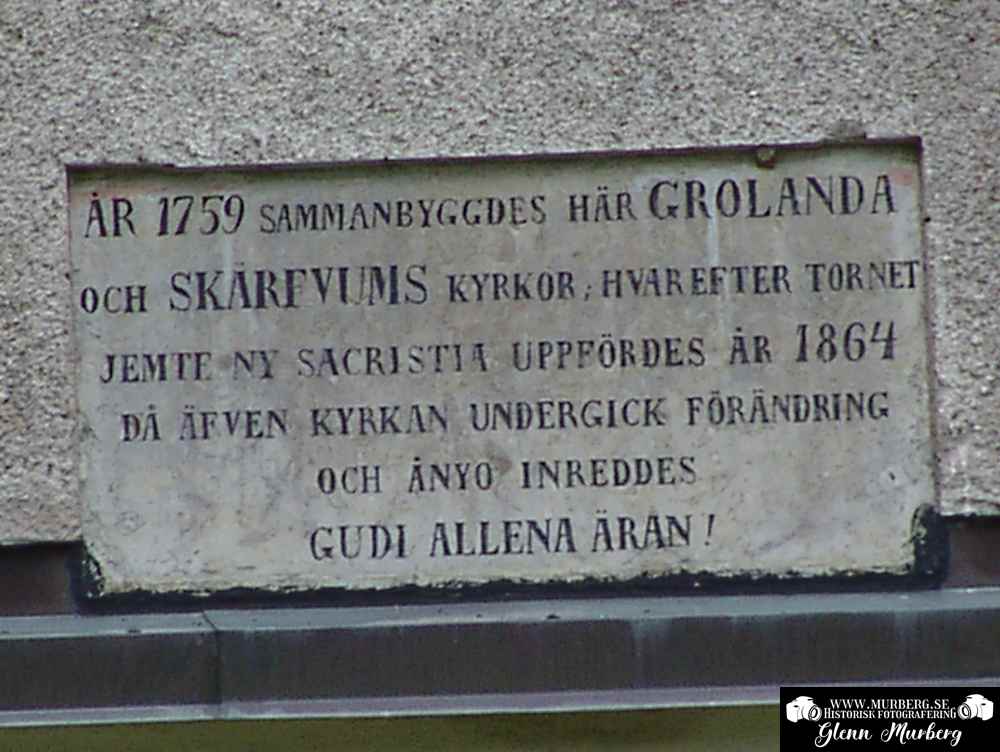 ÅR 1759 SAMMANBYGGDES HÄR GROLANDA
OCH SKÄRFVUMS KYRKOR; HVAREFTER TORNET
JEMTE NY SACRISTIA UPPFÖRDES ÅR 1864
DÅ ÄFVEN KYRKAN UNDERGICK FÖRÄNDRING
OCH ÅNYO INREDDES
GUDI ALLENA ÄRAN!
WWW.MURBERG.SE
HISTORISK FOTOGRAFERING
Glenn Murberg